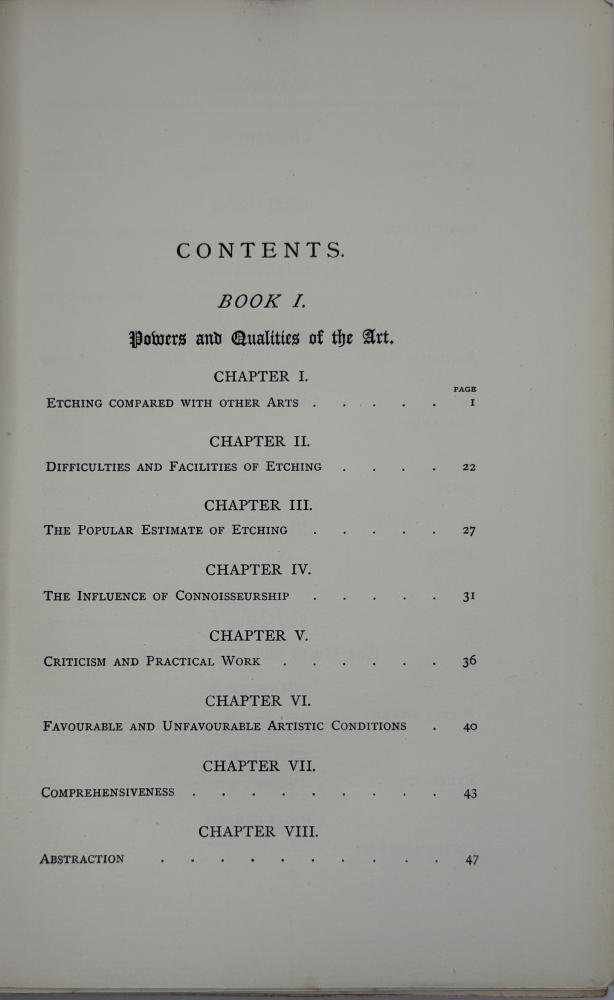 CONTENTS.
BOOK I.
Powers and Qualities of the Art.
CHAPTER I.
PAGE
ETCHING COMPARED WITH OTHER ARTS . . . . . 1
CHAPTER II.
DIFFICULTIES AND FACILITIES OF ETCHING . . . . 22
CHAPTER III.
THE POPULAR ESTIMATE OF ETCHING . . . . . 27
CHAPTER IV.
THE INFLUENCE OF CONNOISSEURSHIP . . . . . 31
CHAPTER V.
CRITICISM AND PRACTICAL WORK . . . . . . 36
CHAPTER VI.
FAVOURABLE AND UNFAVOURABLE ARTISTIC CONDITIONS . 40
CHAPTER VII.
COMPREHENSIVENESS . . . . . . . . . 43
CHAPTER VIII.
ABSTRACTION . . . . . . . . . . 47